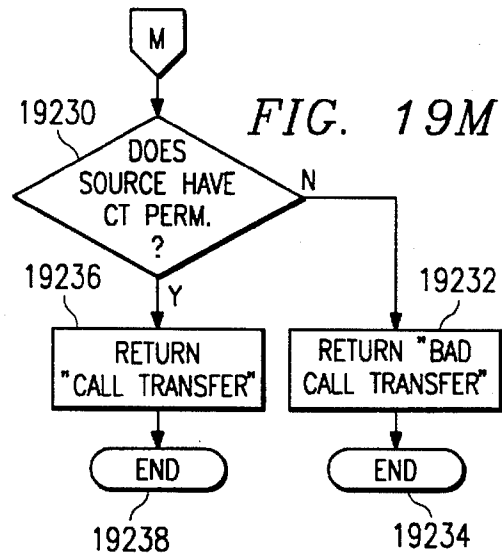 M
19230
FIG. 19M
DOES
SOURCE HAVE
CT PERM.
?
N
Y
19236
19232
RETURN
"CALL TRANSFER"
RETURN "BAD
CALL TRANSFER"
END
END
19238
19234